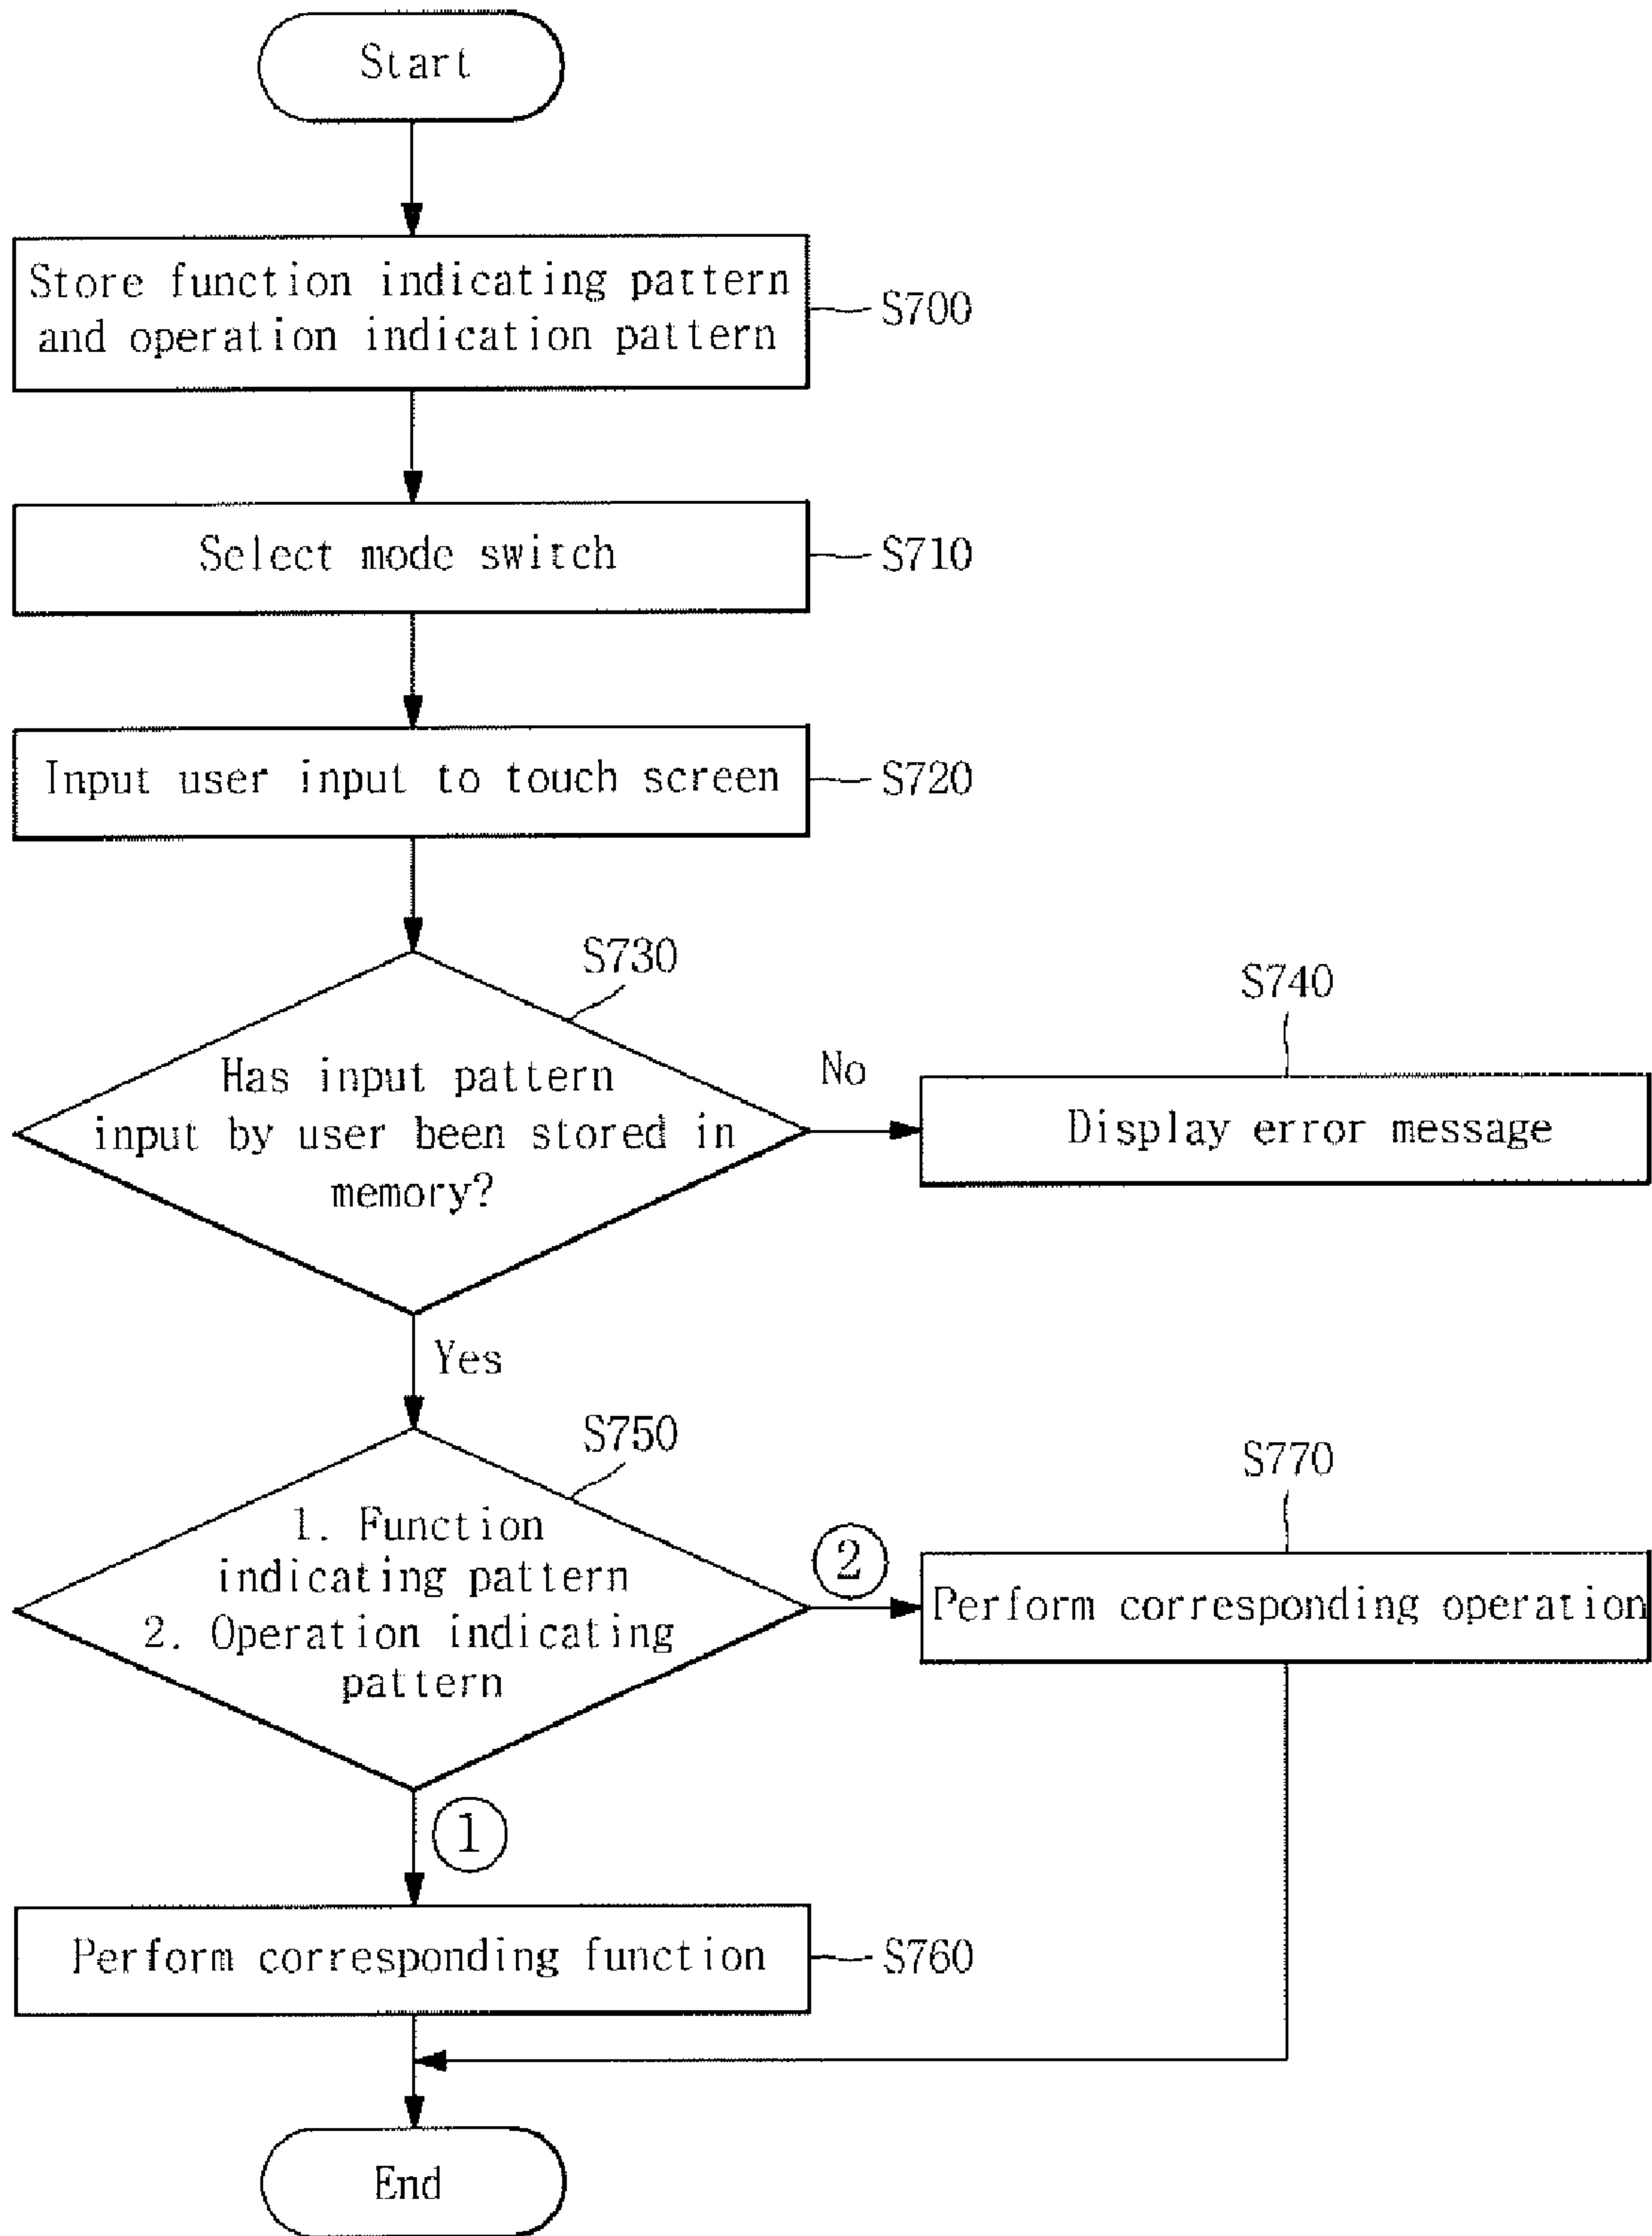 Start
Store function indicating pattern
and operation indication pattern
S700
Select mode switch
S710
Input user input to touch screen
S720
S730
Has input pattern
input by user been stored in
memory?
No
S740
Display error message
Yes
S750
1. Function
indicating pattern
2. Operation indicating
pattern
②
S770
Perform corresponding operation
①
Perform corresponding function
S760
End